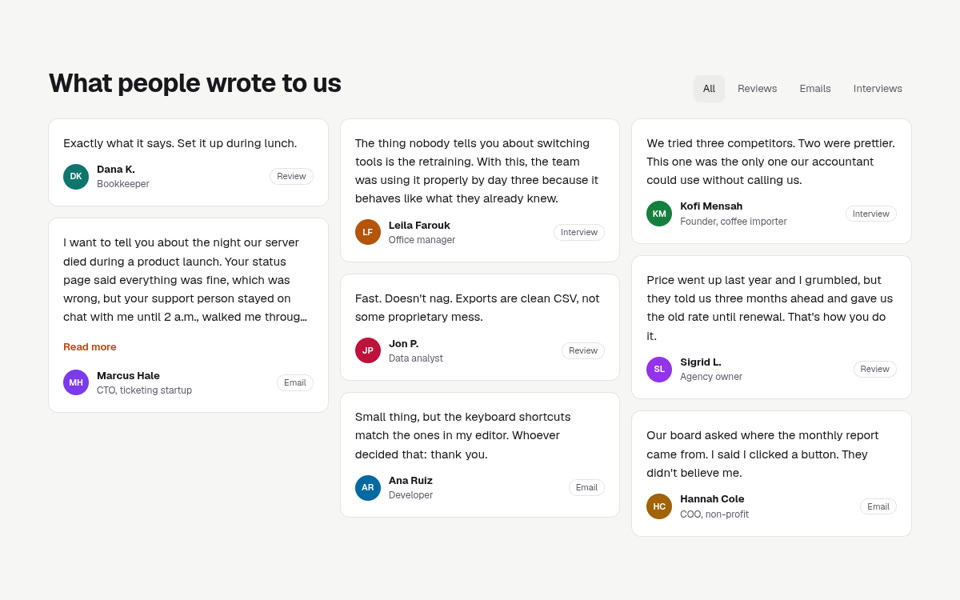 What people wrote to us
All
Reviews
Emails
Interviews
Exactly what it says. Set it up during lunch.
DK
Dana K.
Bookkeeper
Review
I want to tell you about the night our server
died during a product launch. Your status
page said everything was fine, which was
wrong, but your support person stayed on
chat with me until 2 a.m., walked me throug…
Read more
MH
Marcus Hale
CTO, ticketing startup
Email
The thing nobody tells you about switching
tools is the retraining. With this, the team
was using it properly by day three because it
behaves like what they already knew.
LF
Leila Farouk
Office manager
Interview
Fast. Doesn't nag. Exports are clean CSV, not
some proprietary mess.
JP
Jon P.
Data analyst
Review
Small thing, but the keyboard shortcuts
match the ones in my editor. Whoever
decided that: thank you.
AR
Ana Ruiz
Developer
Email
We tried three competitors. Two were prettier.
This one was the only one our accountant
could use without calling us.
KM
Kofi Mensah
Founder, coffee importer
Interview
Price went up last year and I grumbled, but
they told us three months ahead and gave us
the old rate until renewal. That's how you do
it.
SL
Sigrid L.
Agency owner
Review
Our board asked where the monthly report
came from. I said I clicked a button. They
didn't believe me.
HC
Hannah Cole
COO, non-profit
Email